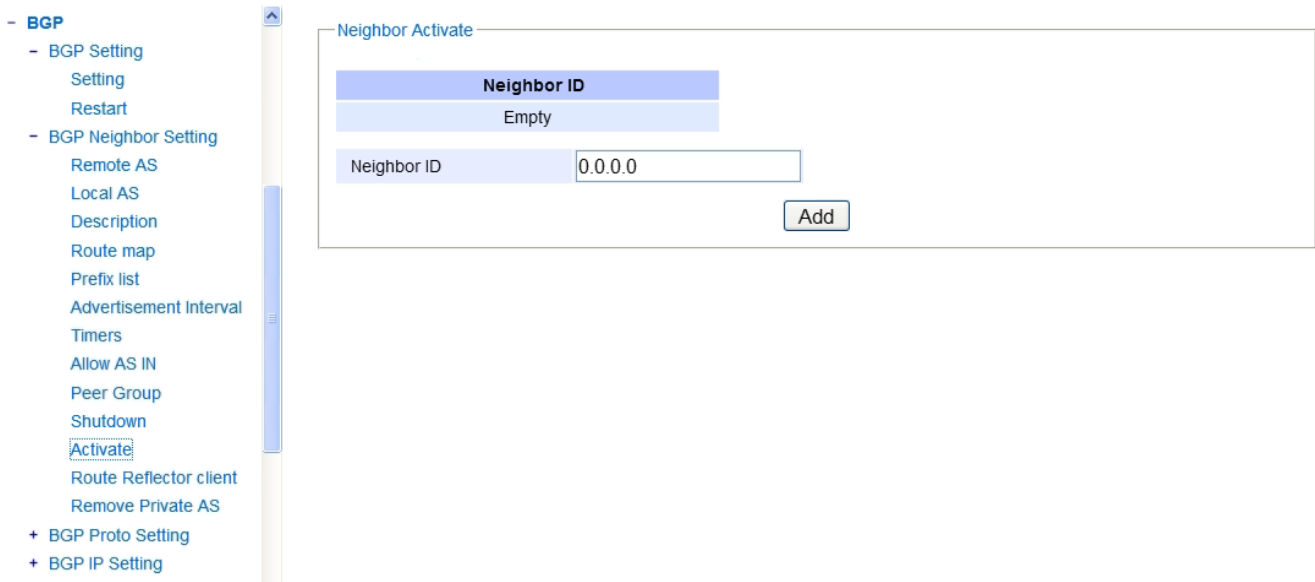 - BGP
- BGP Setting
Setting
Restart
- BGP Neighbor Setting
Remote AS
Local AS
Description
Route map
Prefix list
Advertisement Interval
Timers
Allow AS IN
Peer Group
Shutdown
Activate
Route Reflector client
Remove Private AS
+ BGP Proto Setting
+ BGP IP Setting
Neighbor Activate
Neighbor ID
Empty
Neighbor ID 0.0.0.0
Add